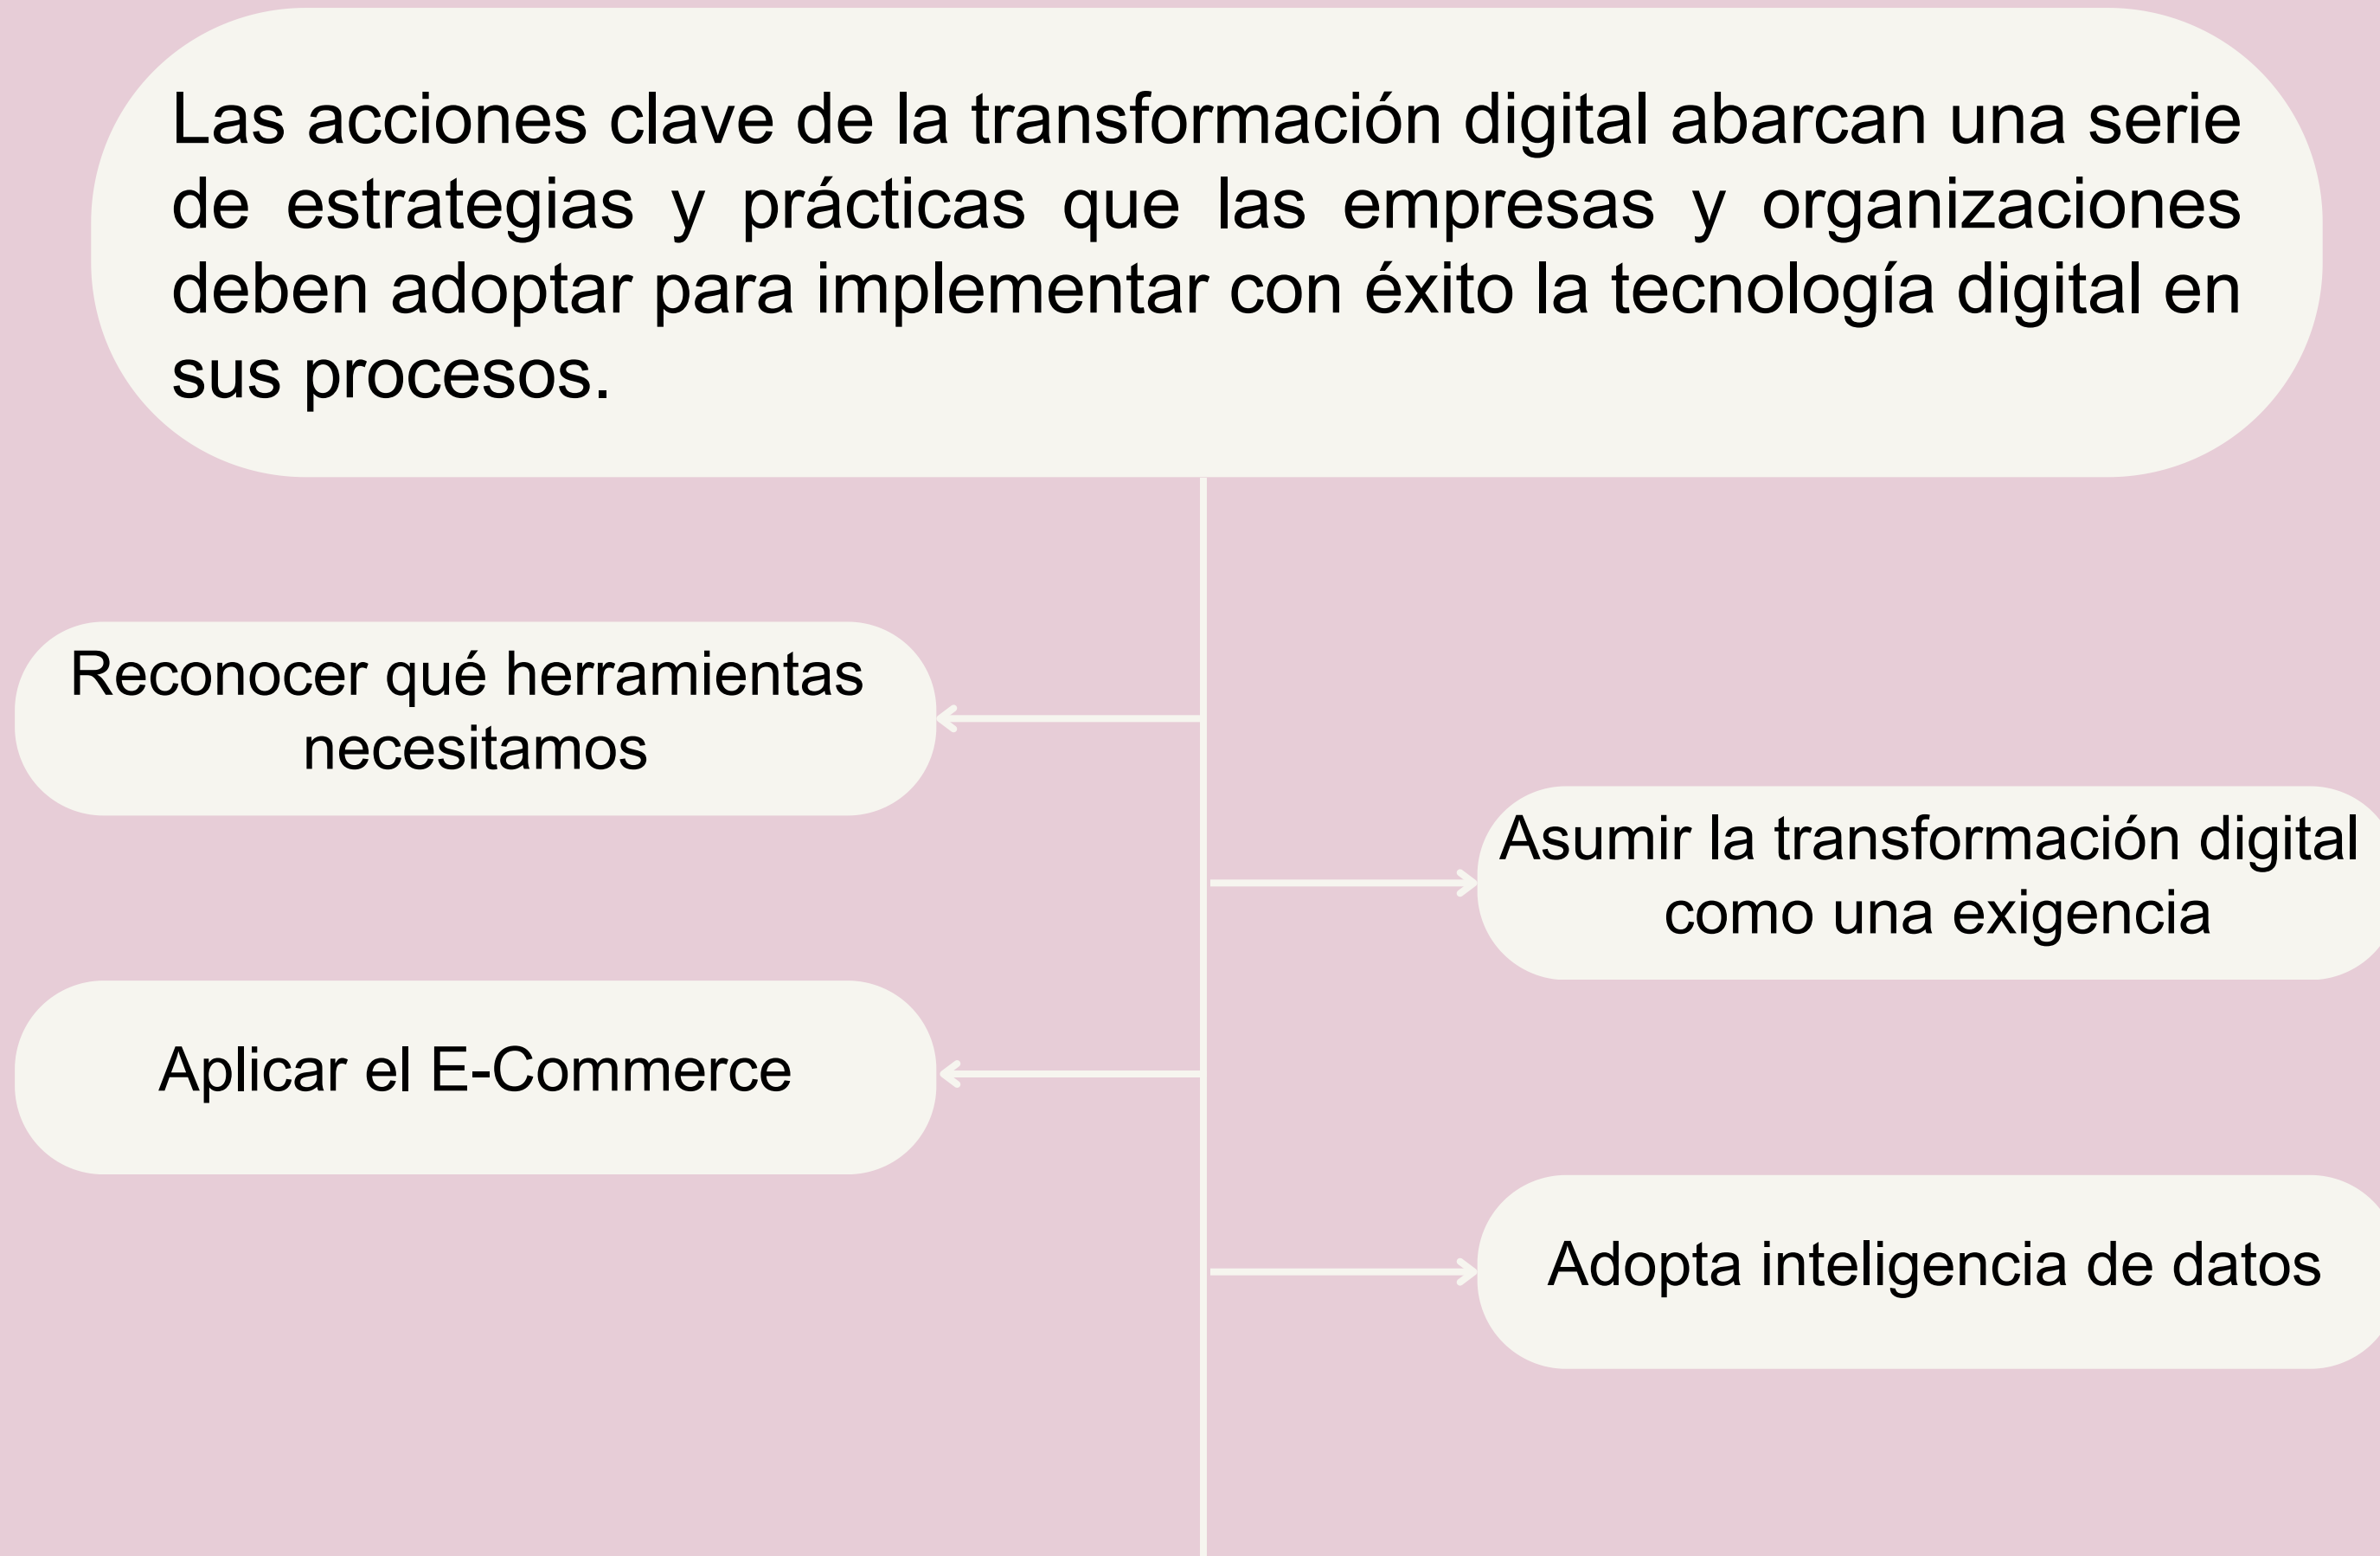 Las acciones clave de la transformación digital abarcan una serie
de estrategias y prácticas que las empresas y organizaciones
deben adoptar para implementar con éxito la tecnología digital en
sus procesos.
Reconocer qué herramientas
necesitamos
Asumir la transformación digital
como una exigencia
Aplicar el E-Commerce
Adopta inteligencia de datos